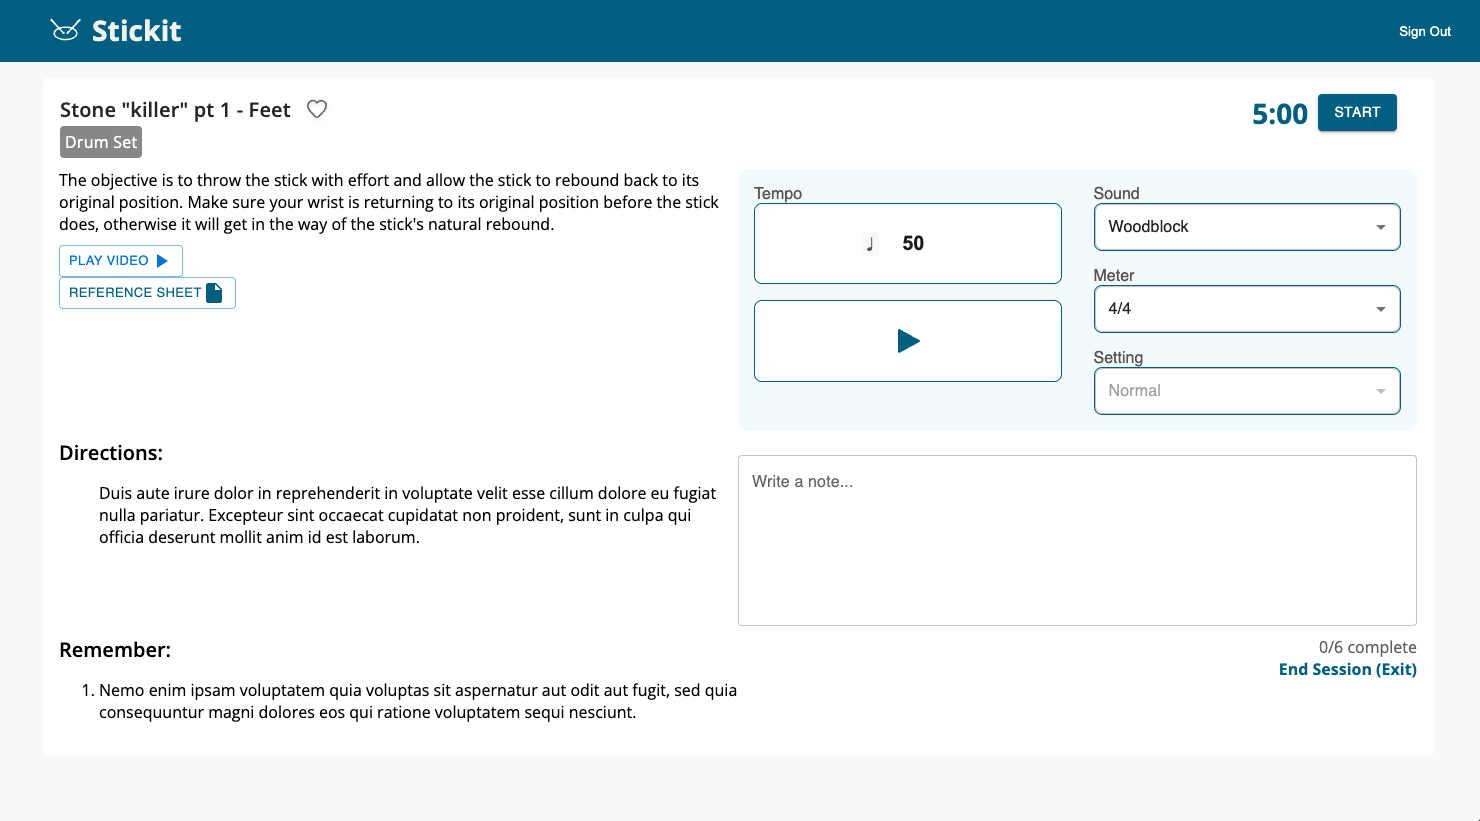 Stickit
Sign Out
Stone "killer" pt 1 - Feet
5:00
START
Drum Set
The objective is to throw the stick with effort and allow the stick to rebound back to its
original position. Make sure your wrist is returning to its original position before the stick
does, otherwise it will get in the way of the stick's natural rebound.
PLAY VIDEO
REFERENCE SHEET
Tempo
♩ 50
Sound
Woodblock
Meter
4/4
Setting
Normal
Directions:
Duis aute irure dolor in reprehenderit in voluptate velit esse cillum dolore eu fugiat
nulla pariatur. Excepteur sint occaecat cupidatat non proident, sunt in culpa qui
officia deserunt mollit anim id est laborum.
Write a note...
Remember:
1. Nemo enim ipsam voluptatem quia voluptas sit aspernatur aut odit aut fugit, sed quia
consequuntur magni dolores eos qui ratione voluptatem sequi nesciunt.
0/6 complete
End Session (Exit)